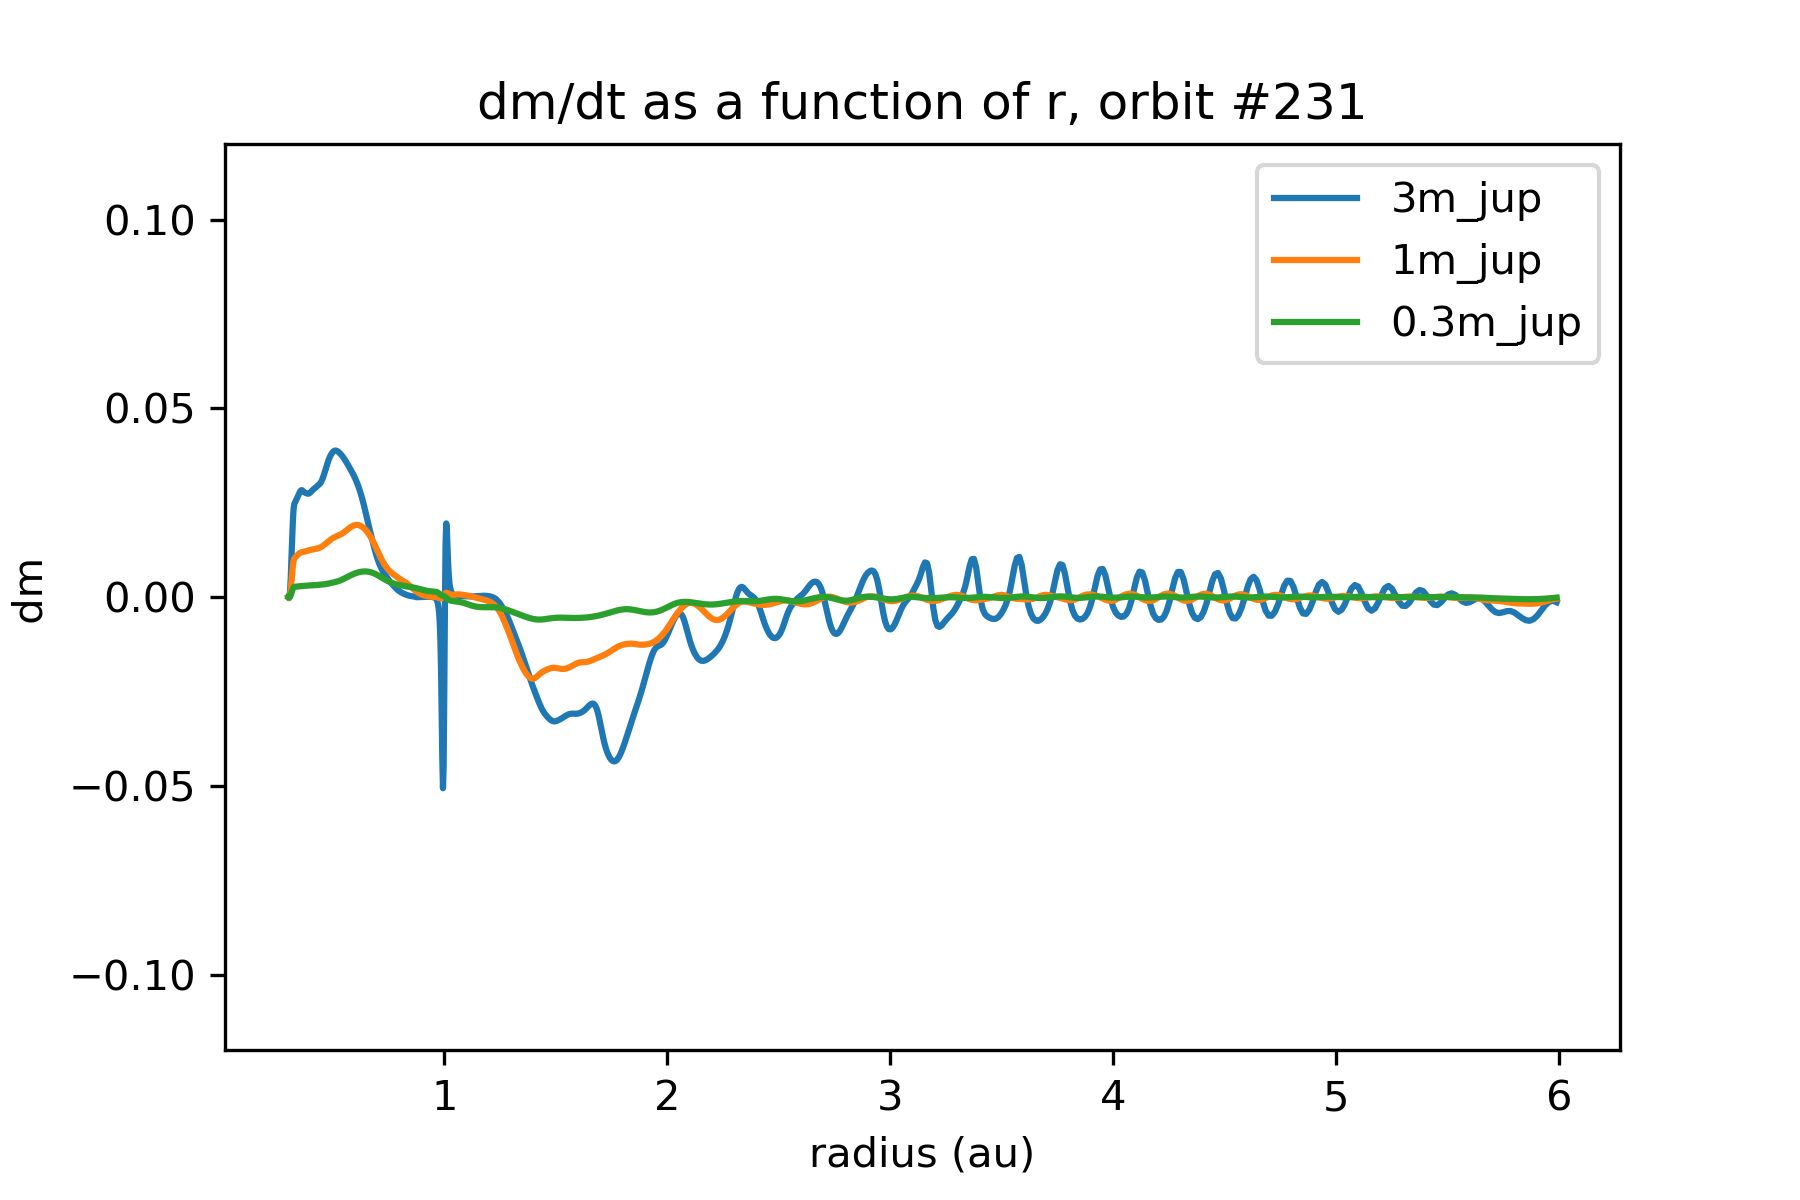 dm/dt as a function of r, orbit #231
3m_jup
1m_jup
0.3m_jup
dm
0.10
0.05
0.00
−0.05
−0.10
1 2 3 4 5 6
radius (au)